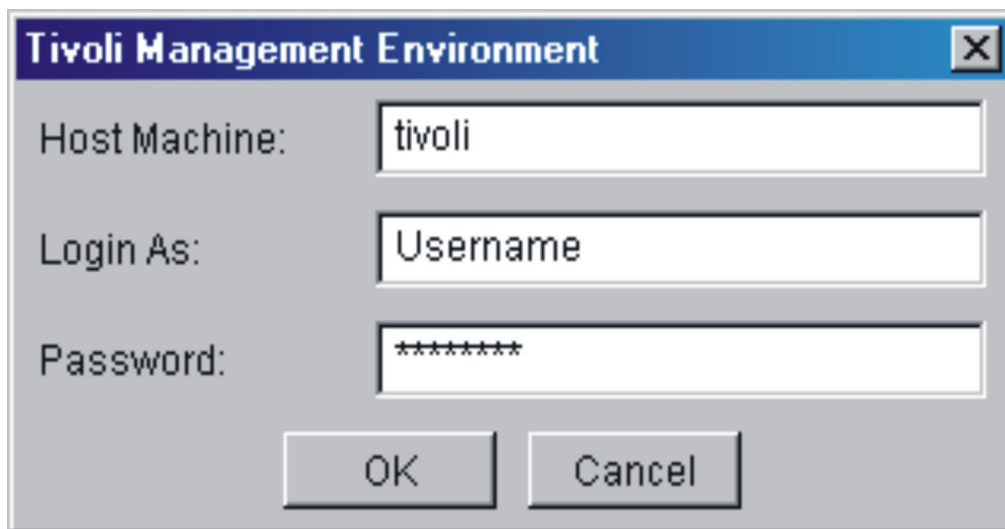 Tivoli Management Environment
Host Machine: tivoli
Login As: Username
Password: ********
OK Cancel